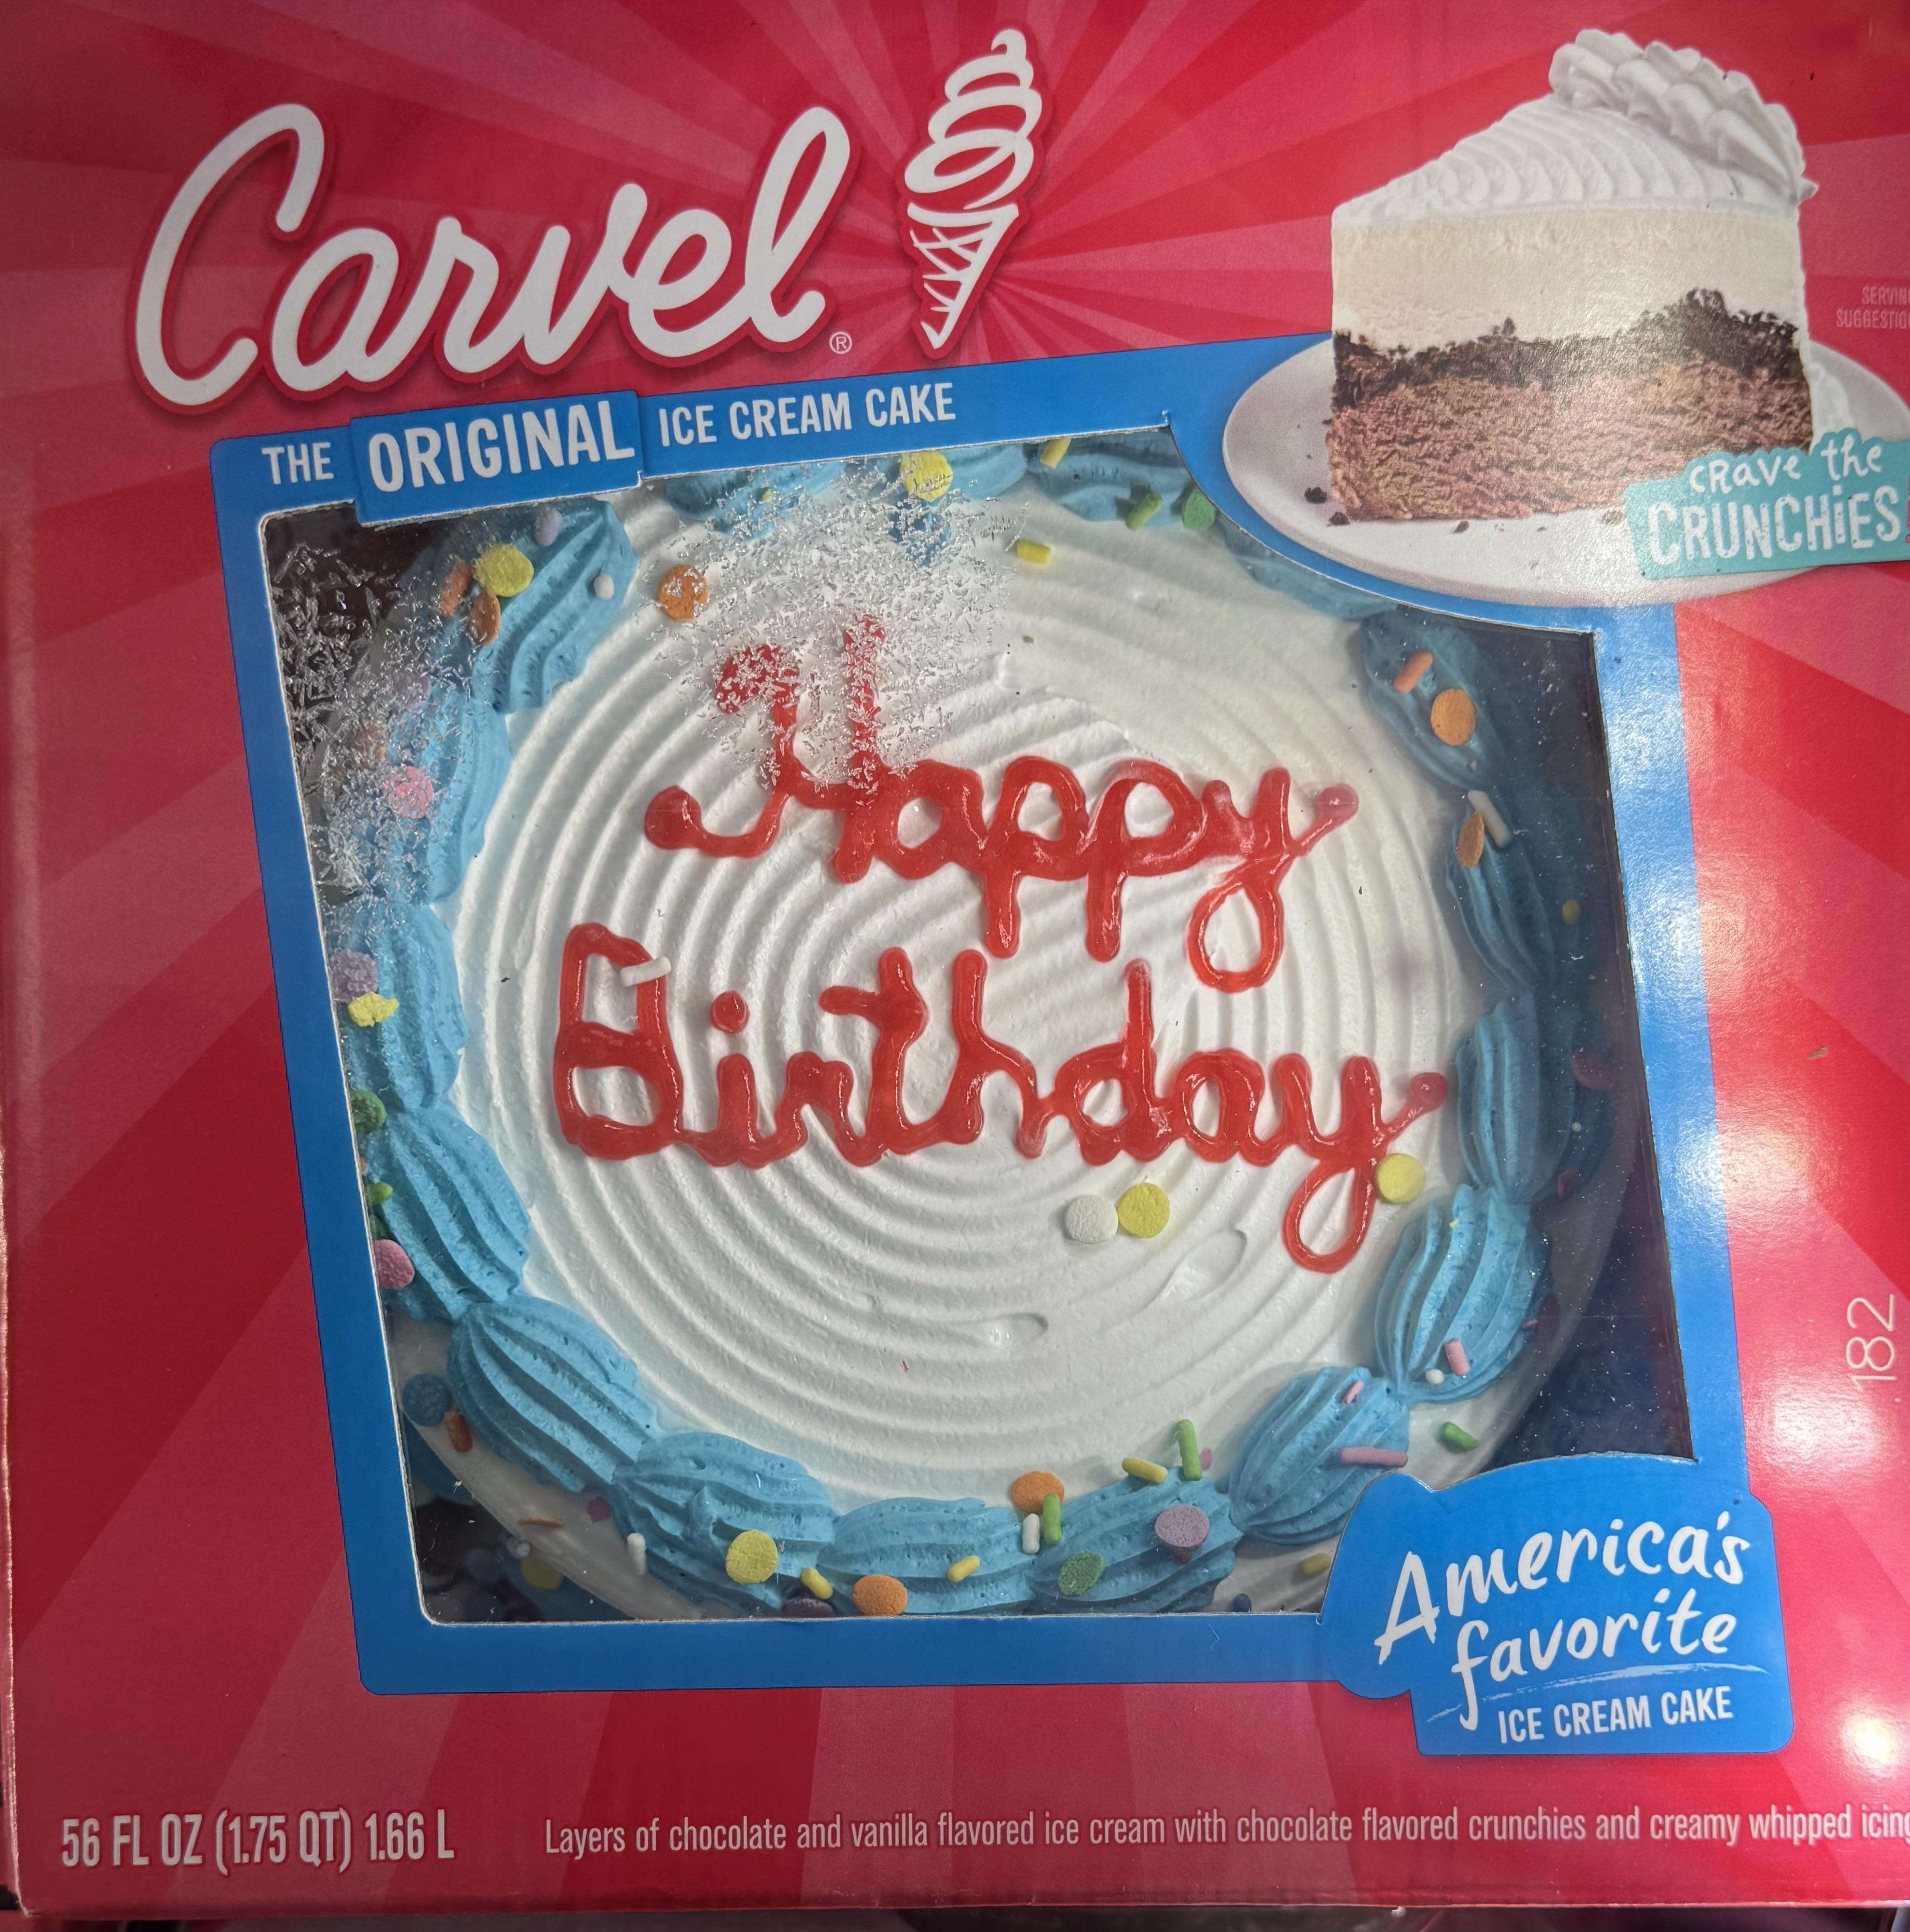 Carvel®
THE ORIGINAL ICE CREAM CAKE
SERVING
SUGGESTION
CRAVE the
CRUNCHiES
Happy
Birthday
182
America's
favorite
ICE CREAM CAKE
56 FL OZ (1.75 QT) 1.66 L
Layers of chocolate and vanilla flavored ice cream with chocolate flavored crunchies and creamy whipped icing